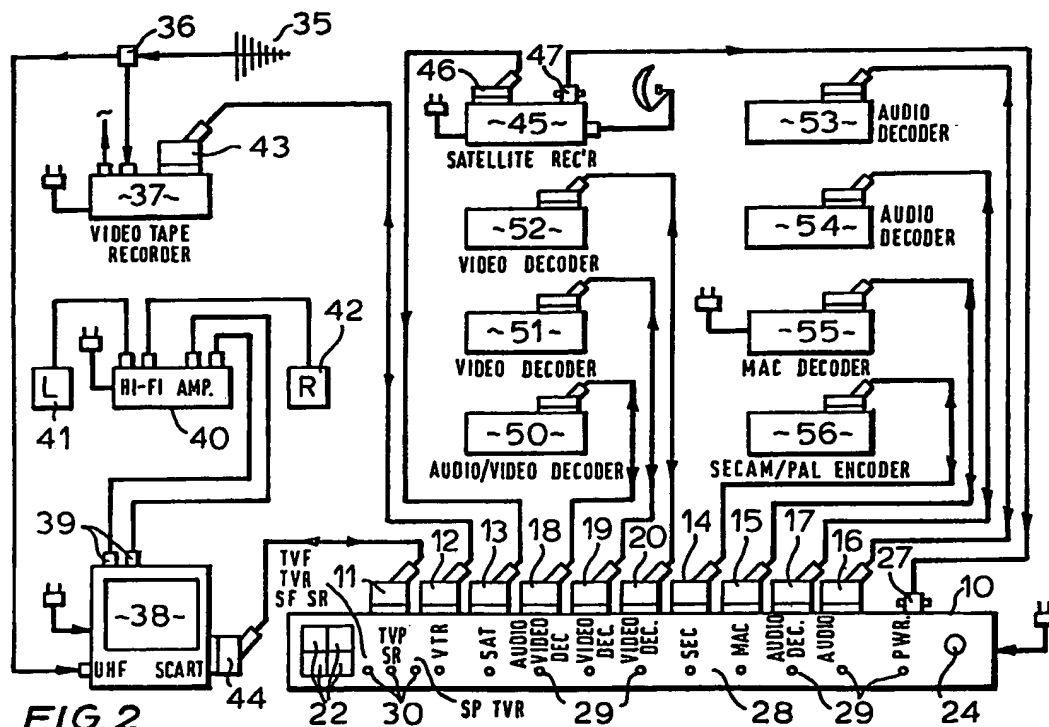 36
35
46
47
~45~
SATELLITE REC'R
~53~
AUDIO
DECODER
43
~
~37~
VIDEO TAPE
RECORDER
~52~
VIDEO DECODER
~54~
AUDIO
DECODER
42
L
HI-FI AMP.
R
41
40
~51~
VIDEO DECODER
~55~
MAC DECODER
~50~
AUDIO/VIDEO DECODER
~56~
SECAM/PAL ENCODER
39
~38~
UHF
SCART
44
TVF
TVR
SF SR
11
12
13
18
19
20
14
15
17
16
27
10
TVP
SR
VTR
SAT
AUDIO
VIDEO
DEC
VIDEO
DEC.
VIDEO
DEC.
SEC
MAC
AUDIO
DEC.
AUDIO
PWR.
22
30
SP TVR
29
28
29
24
FIG 2